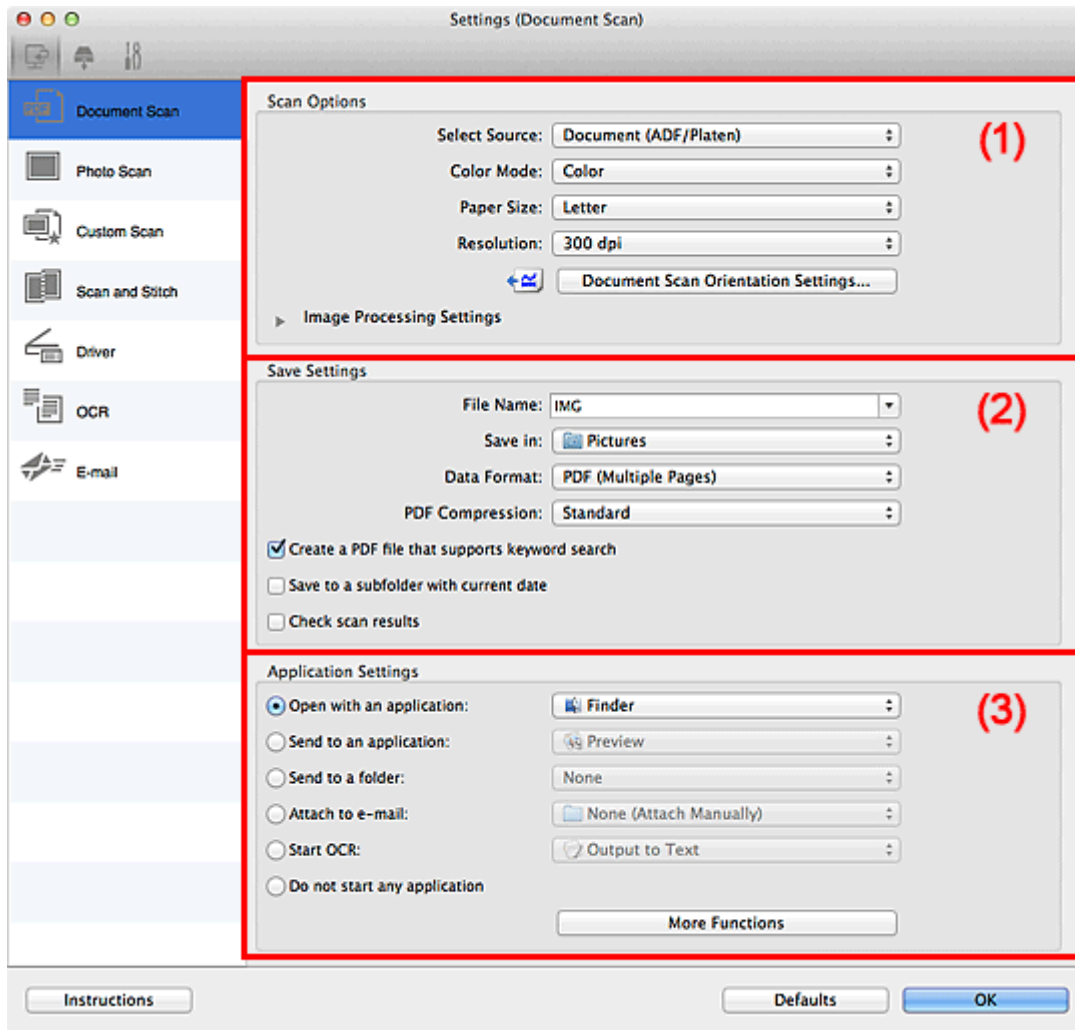 Settings (Document Scan)
PDF
Document Scan
Photo Scan
Custom Scan
Scan and Stitch
Driver
OCR
E-mail
Scan Options
(1)
Select Source: Document (ADF/Platen)
Color Mode: Color
Paper Size: Letter
Resolution: 300 dpi
Document Scan Orientation Settings...
Image Processing Settings
Save Settings
(2)
File Name: IMG
Save in: Pictures
Data Format: PDF (Multiple Pages)
PDF Compression: Standard
Create a PDF file that supports keyword search
Save to a subfolder with current date
Check scan results
Application Settings
(3)
Open with an application: Finder
Send to an application: Preview
Send to a folder: None
Attach to e-mail: None (Attach Manually)
Start OCR: Output to Text
Do not start any application
More Functions
Instructions Defaults OK